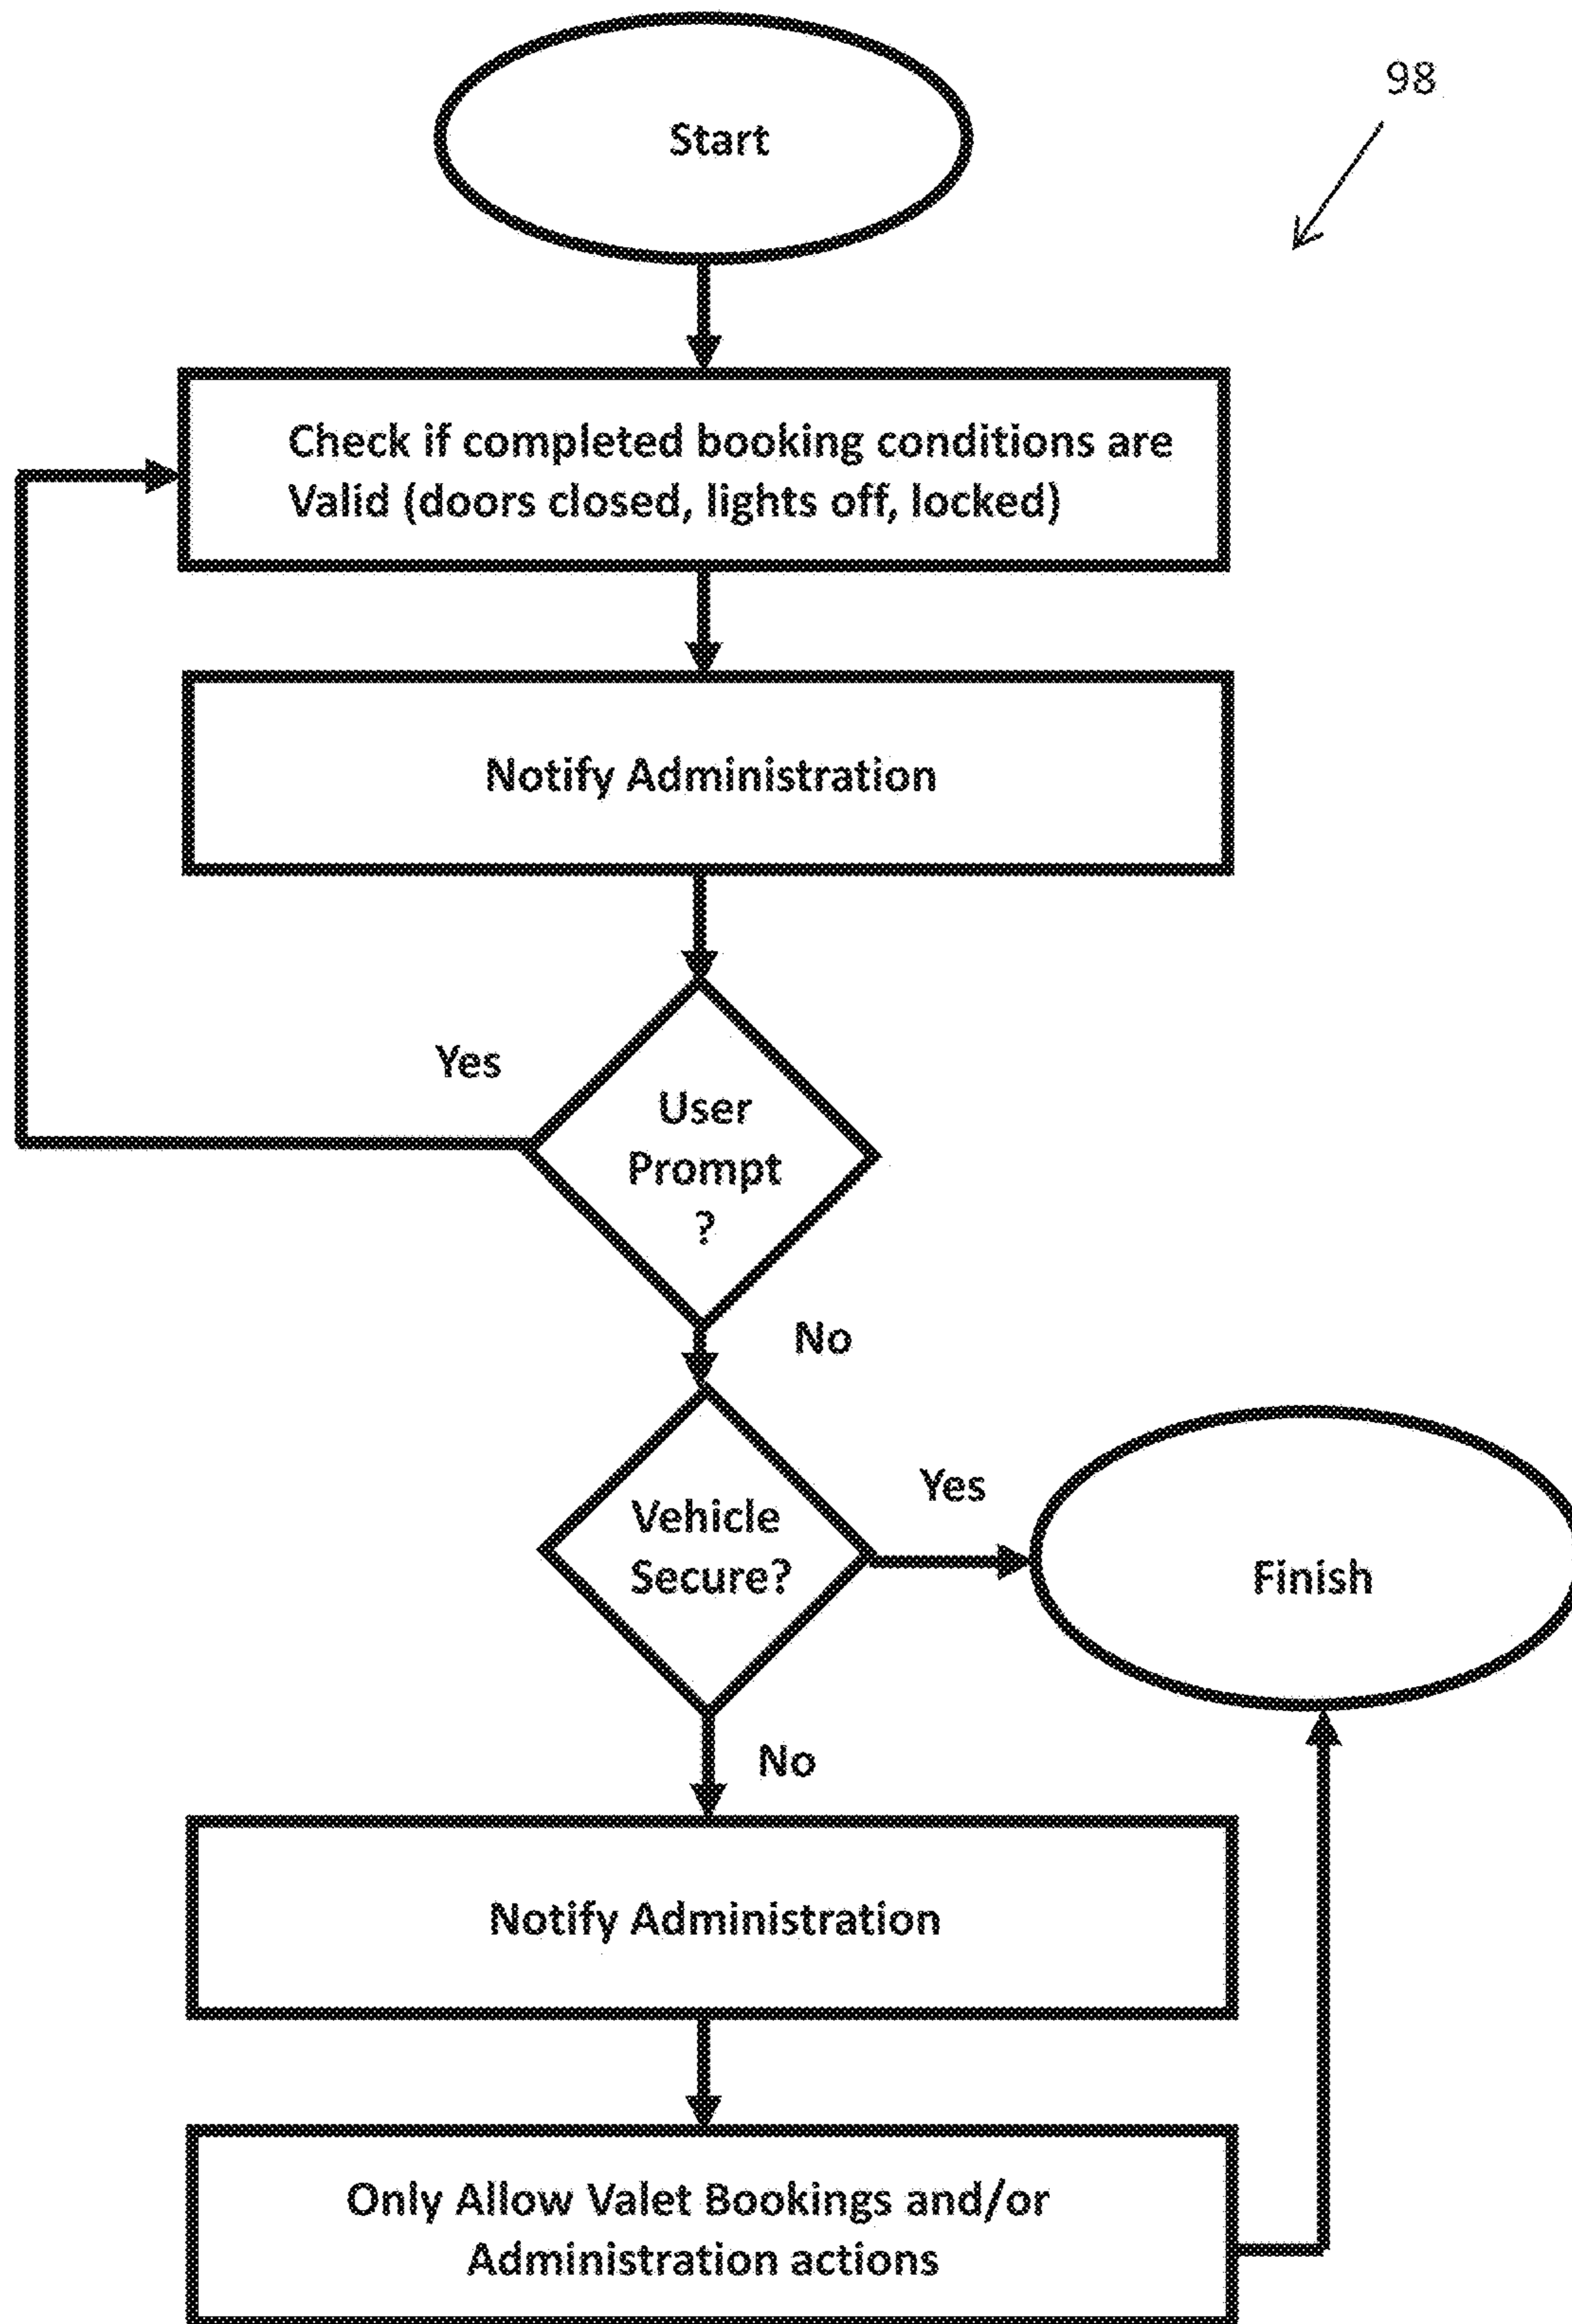 98
Start
Check if completed booking conditions are
Valid (doors closed, lights off, locked)
Notify Administration
Yes
User
Prompt
?
No
Vehicle
Secure?
Yes
Finish
No
Notify Administration
Only Allow Valet Bookings and/or
Administration actions